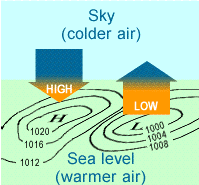 Sky
(colder air)
HIGH
LOW
H
L
1020
1016
1012
1000
1004
1008
Sea level
(warmer air)